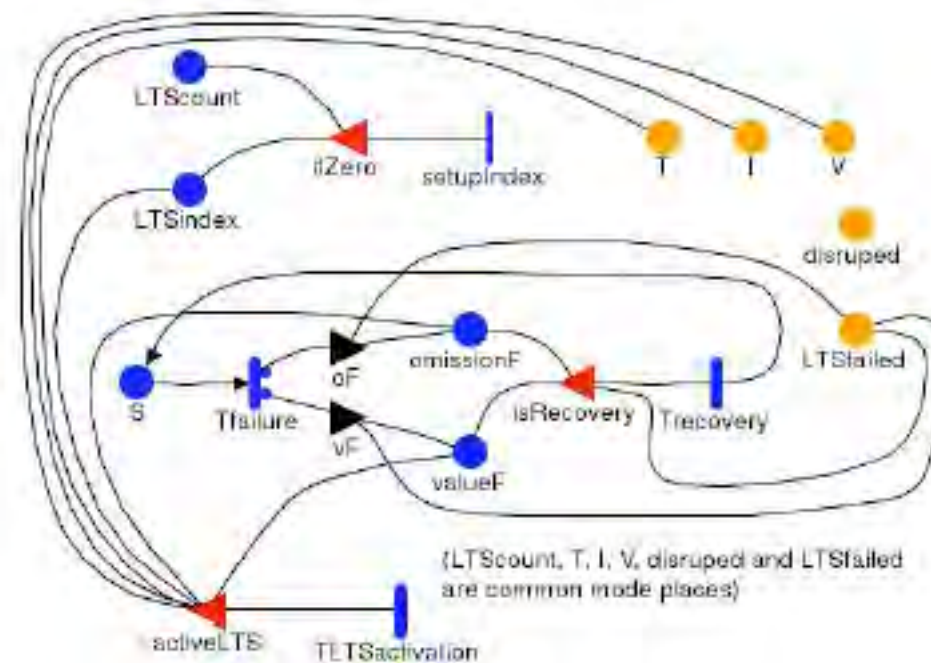 LTScount
iiZero
setupIndex
T
I
V
LTSindex
disruped
oF
omissionF
LTSfailed
S
Tfailure
isRecovery
Trecovery
vF
valueF
(LTScount, T, I, V, disruped and LTSfailed
are common mode places)
activeLTS
TLTSactivation